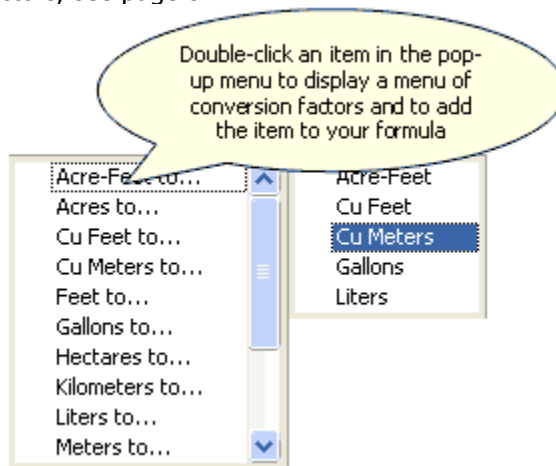 Double-click an item in the pop-
up menu to display a menu of
conversion factors and to add
the item to your formula
Acre-Feet to...
Acres to...
Cu Feet to...
Cu Meters to...
Feet to...
Gallons to...
Hectares to...
Kilometers to...
Liters to...
Meters to...
Acre-Feet
Cu Feet
Cu Meters
Gallons
Liters